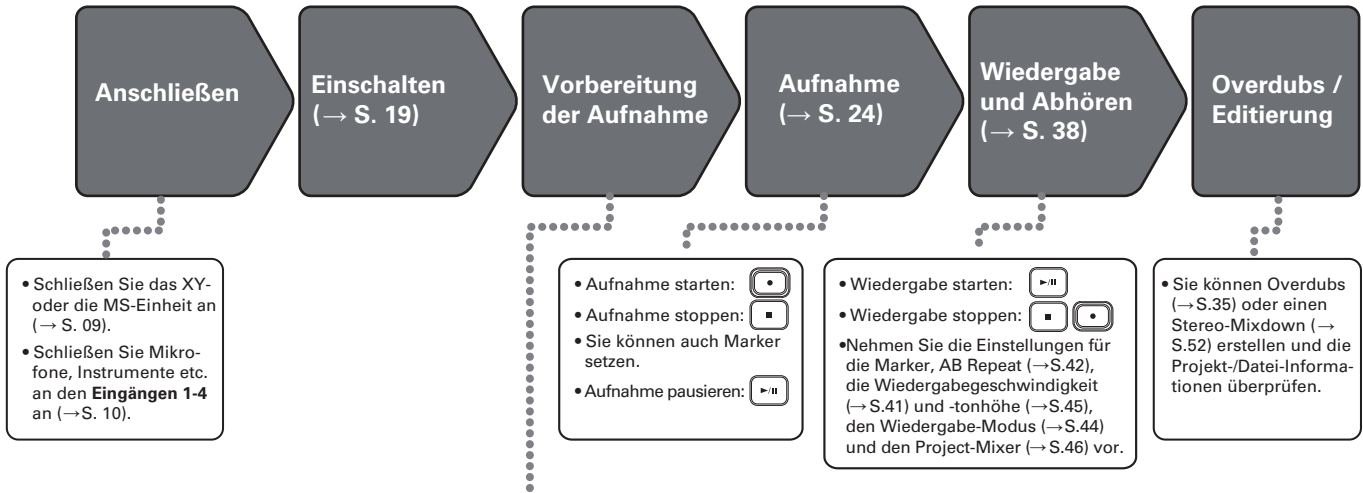 Anschließen
Einschalten
(→ S. 19)
Vorbereitung
der Aufnahme
Aufnahme
(→ S. 24)
Wiedergabe
und Abhören
(→ S. 38)
Overdubs /
Editierung
• Schließen Sie das XY-
oder die MS-Einheit an
(→ S. 09).
• Schließen Sie Mikro-
fone, Instrumente etc.
an den Eingängen 1-4
an (→S. 10).
• Aufnahme starten:
• Aufnahme stoppen:
• Sie können auch Marker
setzen.
• Aufnahme pausieren:
• Wiedergabe starten:
• Wiedergabe stoppen:
•Nehmen Sie die Einstellungen für
die Marker, AB Repeat (→S.42),
die Wiedergabegeschwindigkeit
(→S.41) und -tonhöhe (→S.45),
den Wiedergabe-Modus (→S.44)
und den Project-Mixer (→S.46) vor.
• Sie können Overdubs
(→S.35) oder einen
Stereo-Mixdown (→
S.52) erstellen und die
Projekt-/Datei-Informa-
tionen überprüfen.